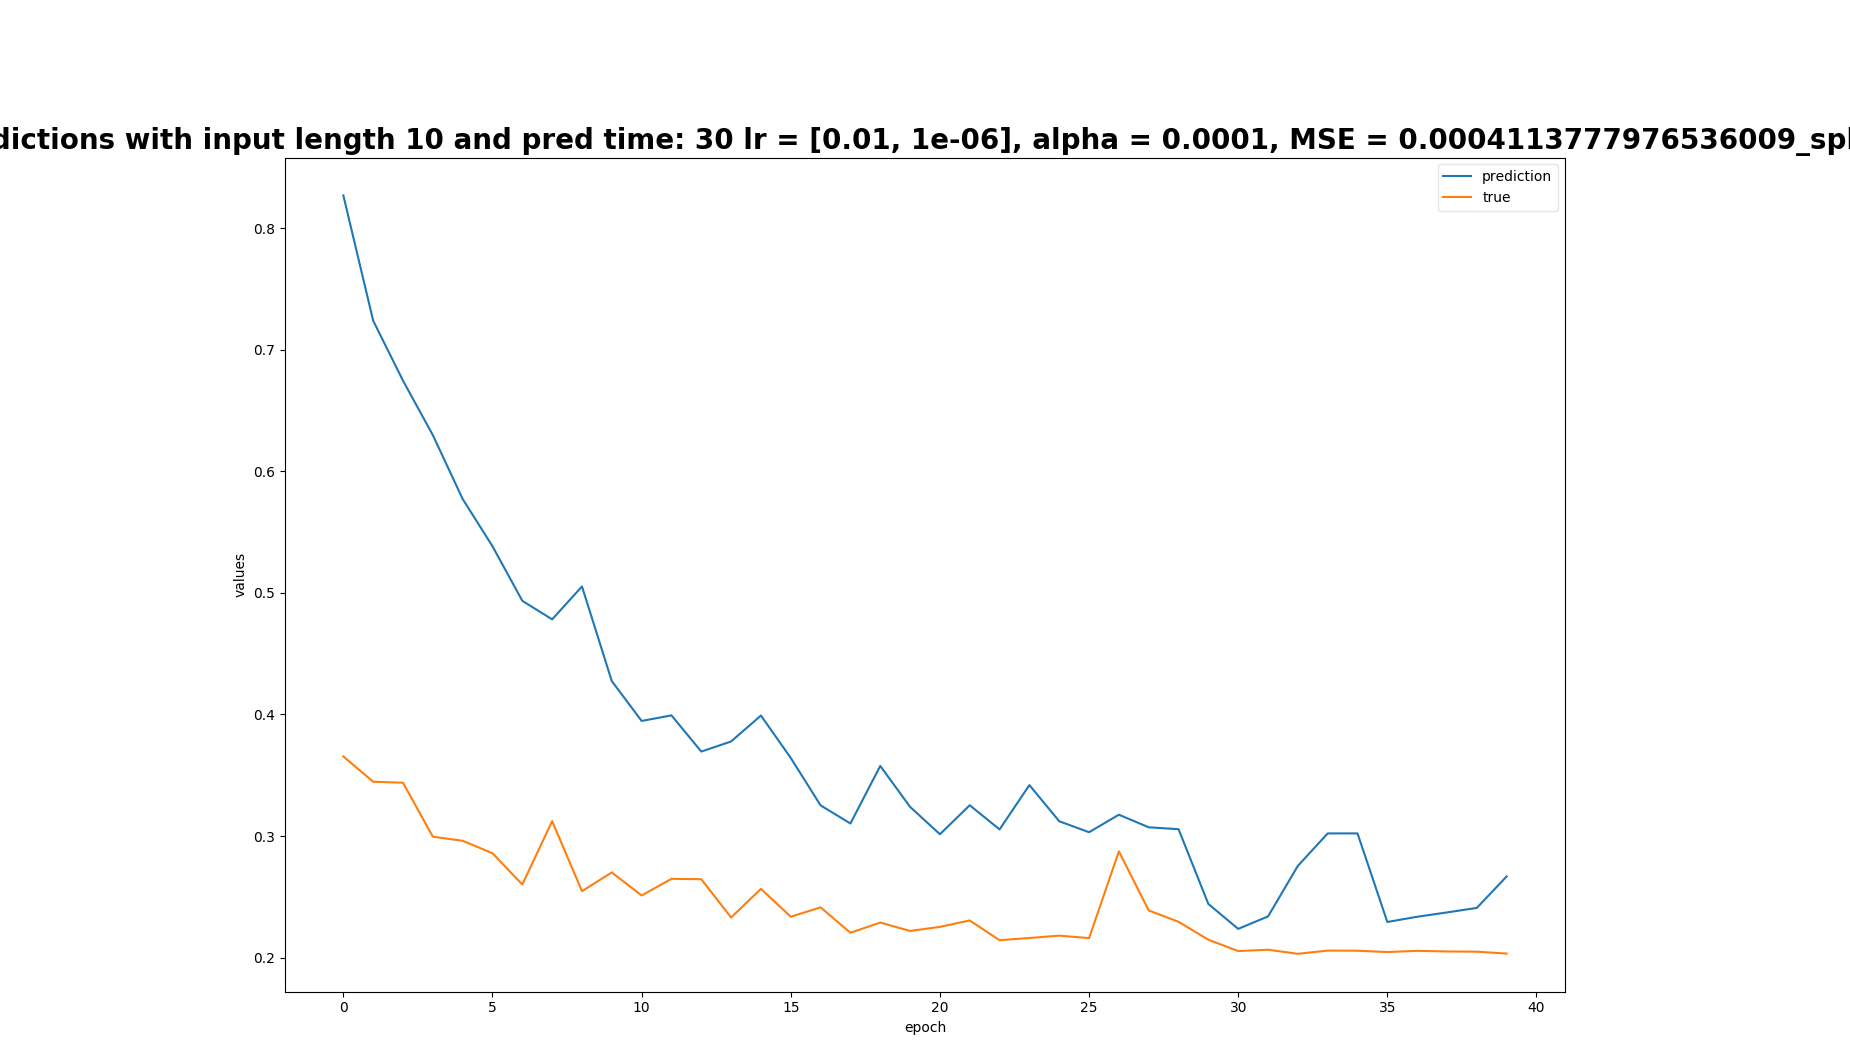 with input length 10 and pred time: 30 lr = [0.01, 1e-06], alpha = 0.0001, MSE = 0.0004113777976536009_
prediction
true
0.8
0.7
0.6
0.5
0.4
0.3
0.2
values
0 5 10 15 20 25 30 35 40
epoch